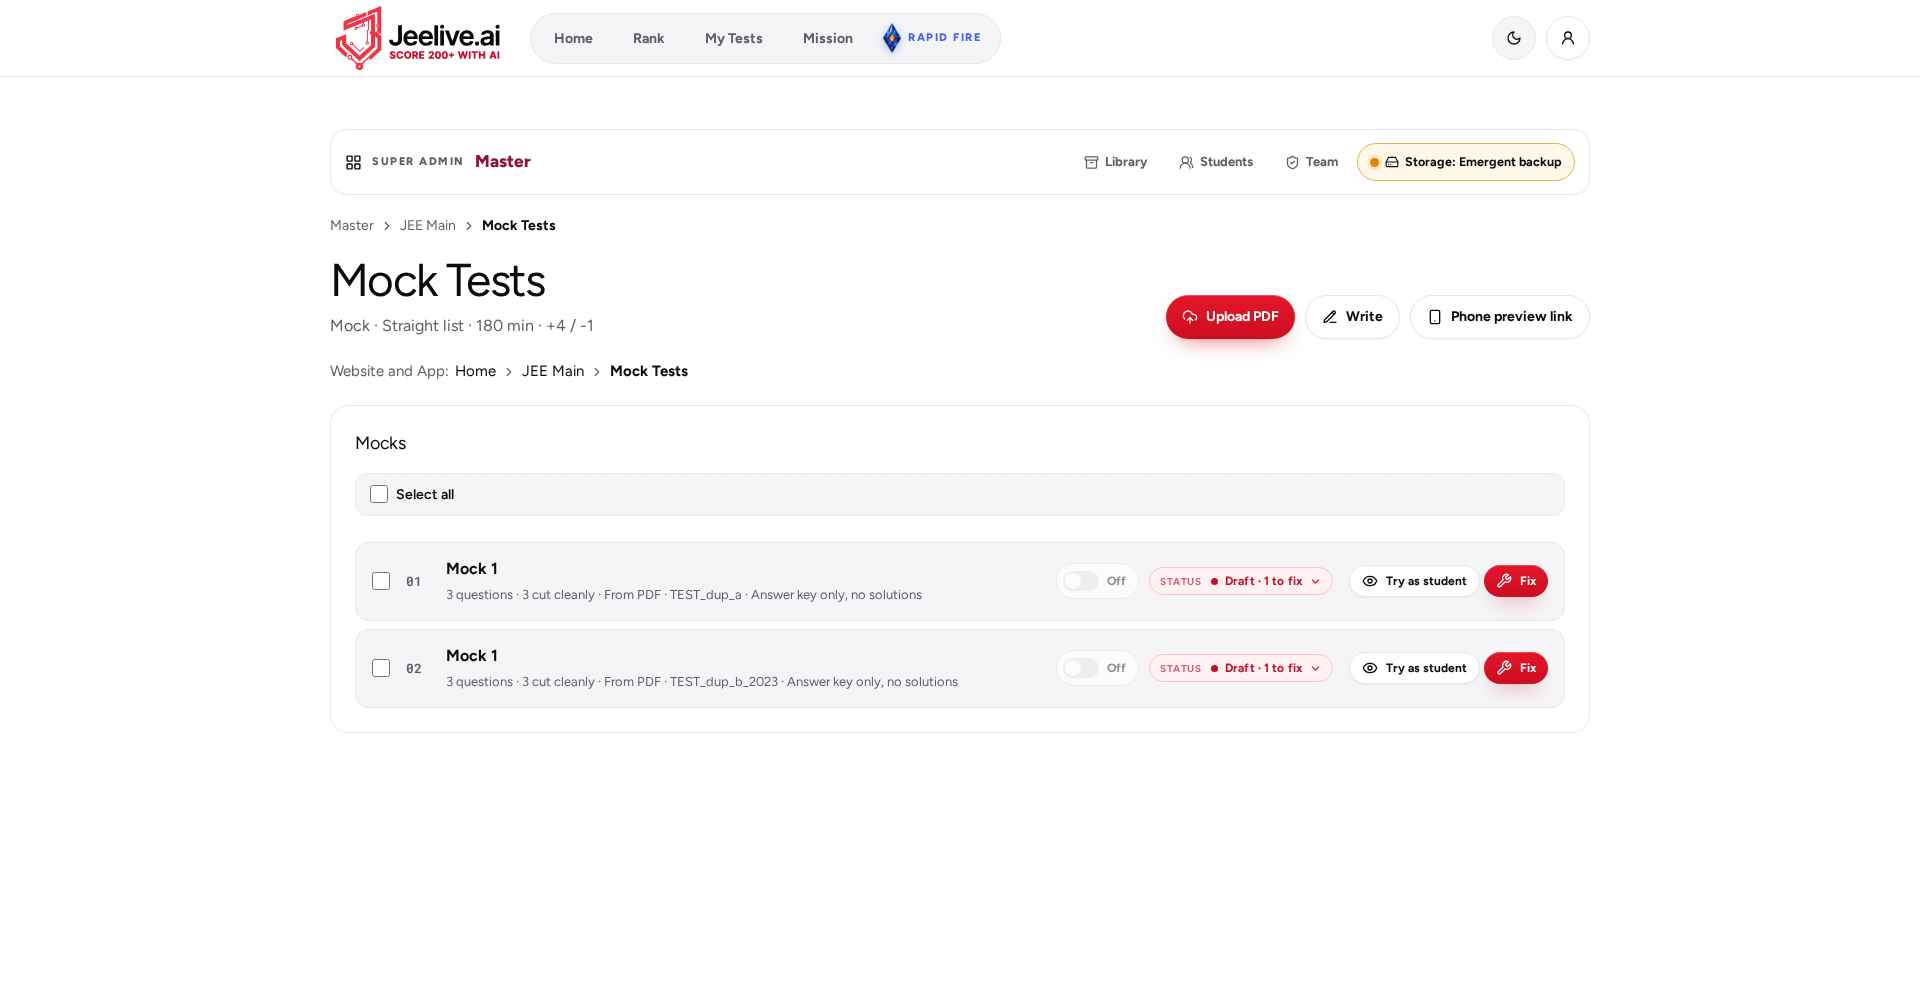 Jeelive.ai
SCORE 200+ WITH AI
Home Rank My Tests Mission RAPID FIRE
SUPER ADMIN Master Library Students Team Storage: Emergent backup
Master > JEE Main > Mock Tests
Mock Tests
Mock · Straight list · 180 min · +4 / -1
Upload PDF Write Phone preview link
Website and App: Home > JEE Main > Mock Tests
Mocks
Select all
01 Mock 1 Off STATUS Draft · 1 to fix Try as student Fix
3 questions · 3 cut cleanly · From PDF · TEST_dup_a · Answer key only, no solutions
02 Mock 1 Off STATUS Draft · 1 to fix Try as student Fix
3 questions · 3 cut cleanly · From PDF · TEST_dup_b_2023 · Answer key only, no solutions